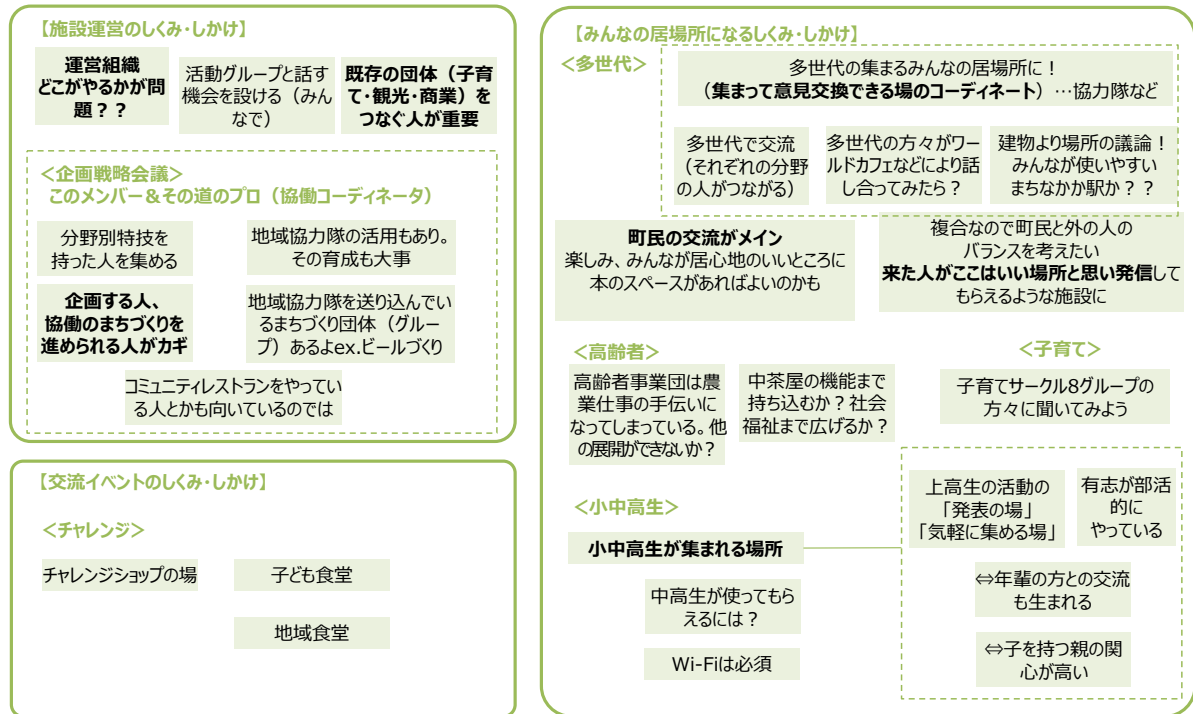 【施設運営のしくみ・しかけ】
運営組織
どこがやるかが問
題？？
活動グループと話す
機会を設ける（みん
なで）
既存の団体（子育
て・観光・商業）を
つなぐ人が重要
＜企画戦略会議＞
このメンバー＆その道のプロ（協働コーディネータ）
分野別特技を
持った人を集める
地域協力隊の活用もあり。
その育成も大事
企画する人、
協働のまちづくりを
進められる人がカギ
地域協力隊を送り込んでい
るまちづくり団体（グルー
プ）あるよex.ビールづくり
コミュニティレストランをやってい
る人とかも向いているのでは
【交流イベントのしくみ・しかけ】
＜チャレンジ＞
チャレンジショップの場
子ども食堂
地域食堂
【みんなの居場所になるしくみ・しかけ】
＜多世代＞
多世代の集まるみんなの居場所に！
（集まって意見交換できる場のコーディネート）…協力隊など
多世代で交流
（それぞれの分野
の人がつながる）
多世代の方々がワー
ルドカフェなどにより話
し合ってみたら？
建物より場所の議論！
みんなが使いやすい
まちなかか駅か？？
町民の交流がメイン
楽しみ、みんなが居心地のいいところに
本のスペースがあればよいのかも
複合なので町民と外の人の
バランスを考えたい
来た人がここはいい場所と思い発信して
もらえるような施設に
＜高齢者＞
高齢者事業団は農
業仕事の手伝いに
なってしまっている。他
の展開ができないか？
中茶屋の機能まで
持ち込むか？社会
福祉まで広げるか？
＜子育て＞
子育てサークル8グループの
方々に聞いてみよう
＜小中高生＞
小中高生が集まれる場所
中高生が使ってもら
えるには？
Wi-Fiは必須
上高生の活動の
「発表の場」
「気軽に集める場」
有志が部活
的に
やっている
⇔年輩の方との交流
も生まれる
⇔子を持つ親の関
心が高い